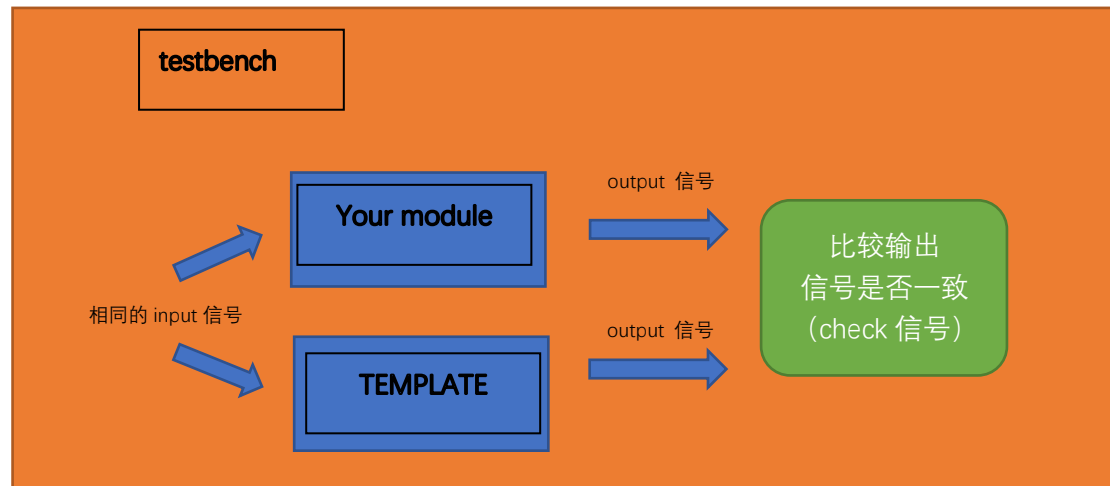 testbench
output 信号
Your module
比较输出
信号是否一致
（check 信号）
相同的 input 信号
output 信号
TEMPLATE